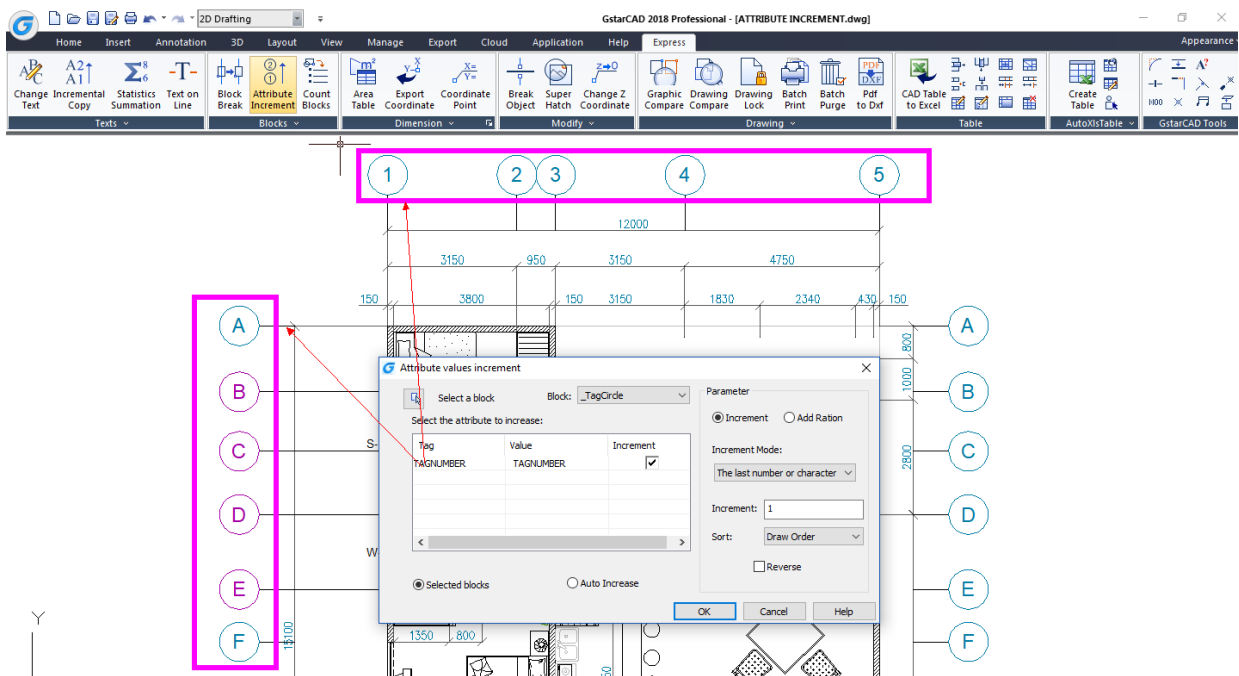 2D Drafting GstarCAD 2018 Professional - [ATTRIBUTE INCREMENT.dwg]
Home Insert Annotation 3D Layout View Manage Export Cloud Application Help Express Appearance
Change Text Incremental Copy Statistics Summation Text on Line Block Break Attribute Increment Count Blocks Area Table Export Coordinate Coordinate Point Break Object Super Hatch Change Z Coordinate Graphic Compare Drawing Compare Drawing Lock Batch Print Batch Purge Pdf to Dxf CAD Table to Excel Create Table
Texts Blocks Dimension Modify Drawing Table AutoXlsTable GstarCAD Tools
1 2 3 4 5
12000
3150 950 3150 4750
150 3800 150 3150 1830 2340 430 150
A A
800
Attribute values increment
1000
Select a block Block: _TagCircle Parameter
B B
Select the attribute to increase: Increment Add Ration
Tag Value Increment
C S- Increment Mode: C
2800
TAGNUMBER TAGNUMBER
The last number or character
Increment: 1
D D
Sort: Draw Order
W
Reverse
Selected blocks Auto Increase
E E
OK Cancel Help
Y
1350 800
F 15100 F